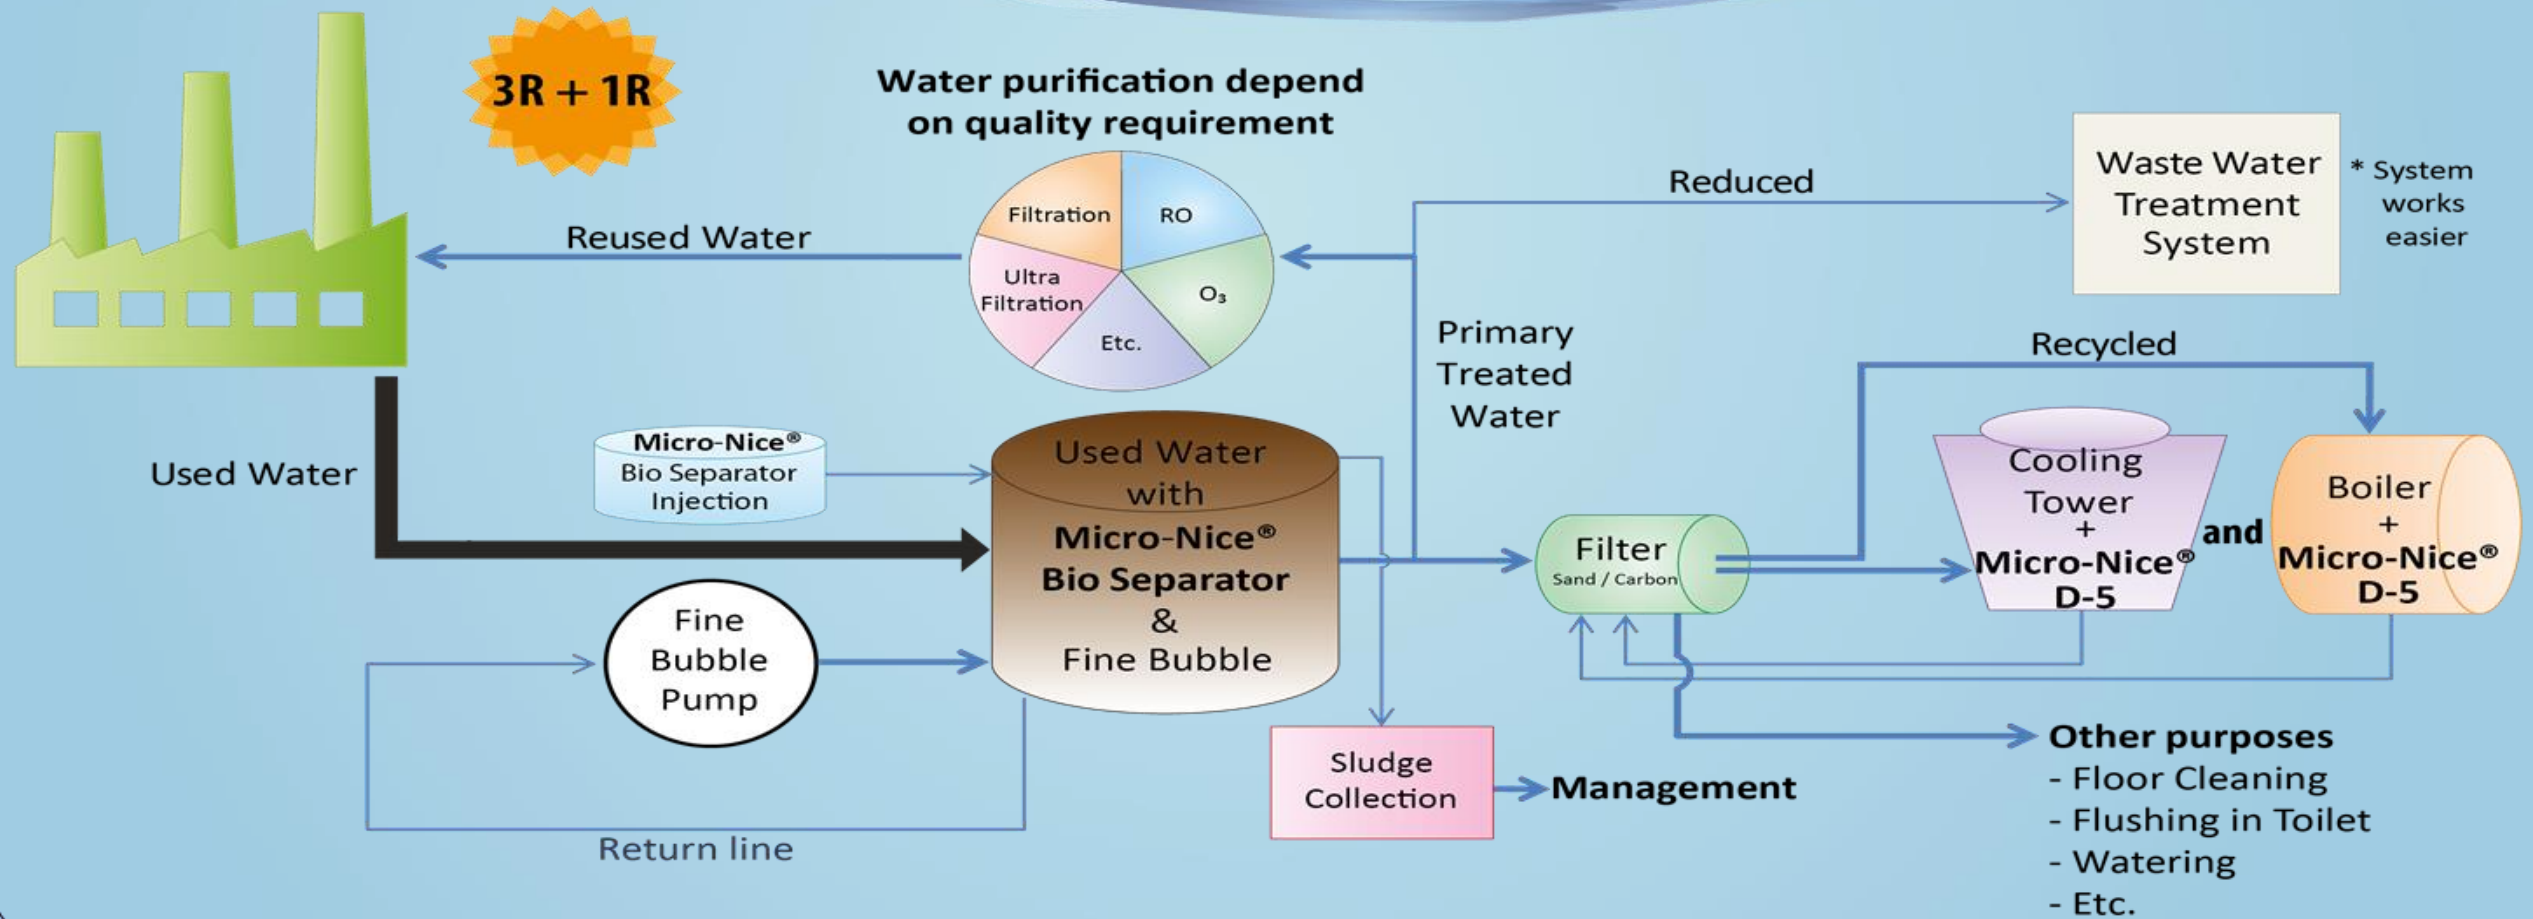 3R + 1R
Water purification depend
on quality requirement
Filtration
RO
Ultra
Filtration
O₃
Etc.
Reused Water
Reduced
Waste Water
Treatment
System
* System
works
easier
Primary
Treated
Water
Recycled
Used Water
Micro-Nice®
Bio Separator
Injection
Used Water
with
Micro-Nice®
Bio Separator
&
Fine Bubble
Fine
Bubble
Pump
Return line
Filter
Sand / Carbon
Cooling
Tower
+
Micro-Nice®
D-5
and
Boiler
+
Micro-Nice®
D-5
Sludge
Collection
Management
Other purposes
- Floor Cleaning
- Flushing in Toilet
- Watering
- Etc.